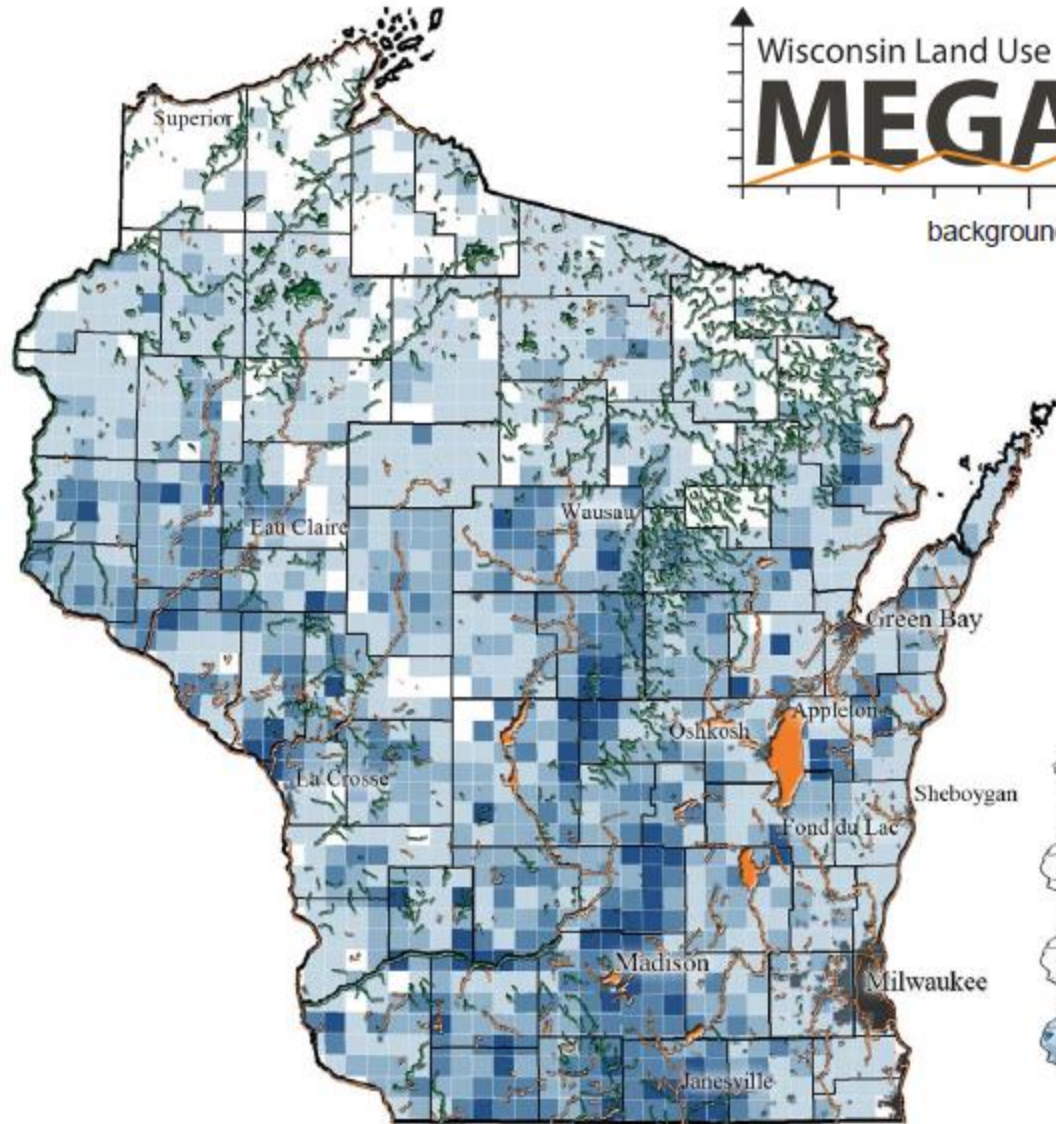 Wisconsin Land Use
MEGA
background
Superior
Wausau
Eau Claire
Green Bay
Appleton
Oshkosh
La Crosse
Sheboygan
Fond du Lac
Madison
Milwaukee
Janesville